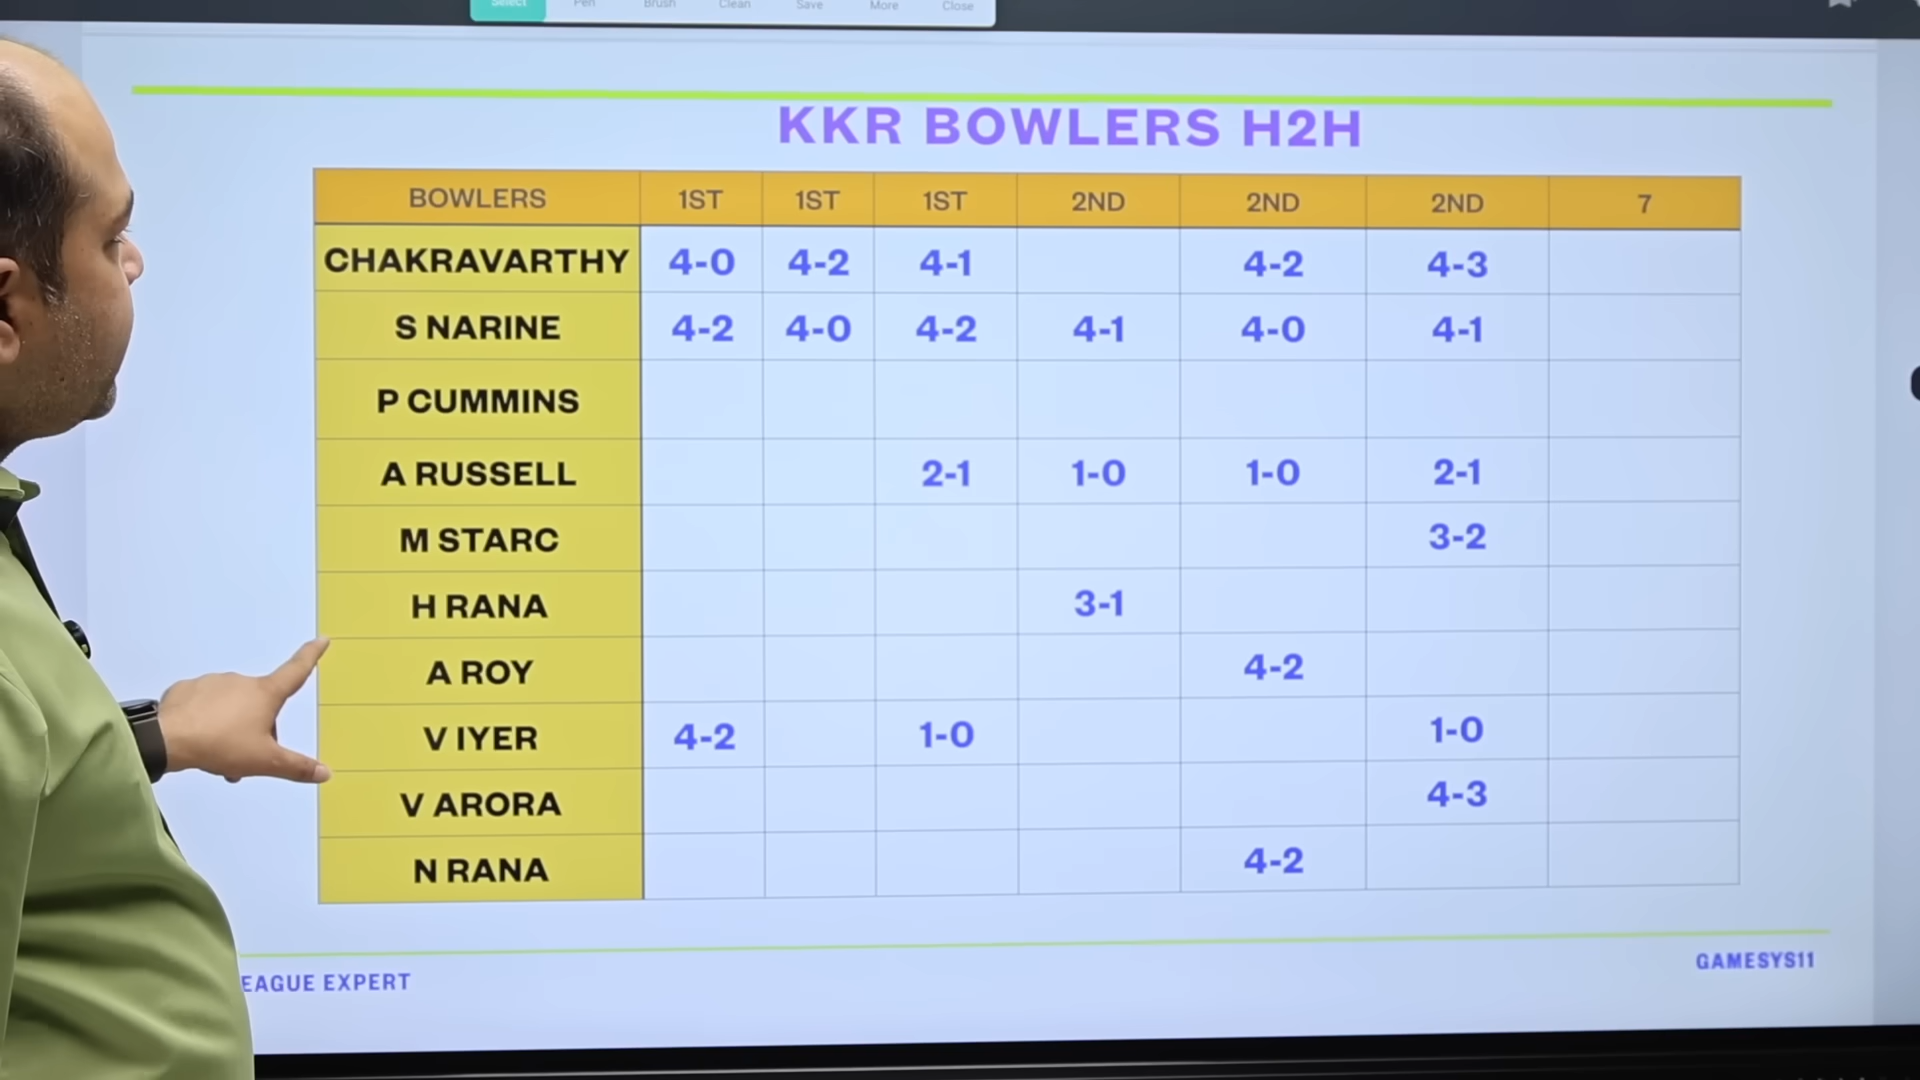 Select Pen Brush Clean Save More Close
KKR BOWLERS H2H
BOWLERS 1ST 1ST 1ST 2ND 2ND 2ND 7
CHAKRAVARTHY 4-0 4-2 4-1 4-2 4-3
S NARINE 4-2 4-0 4-2 4-1 4-0 4-1
P CUMMINS
A RUSSELL 2-1 1-0 1-0 2-1
M STARC 3-2
H RANA 3-1
A ROY 4-2
V IYER 4-2 1-0 1-0
V ARORA 4-3
N RANA 4-2
EAGUE EXPERT
GAMESYS11